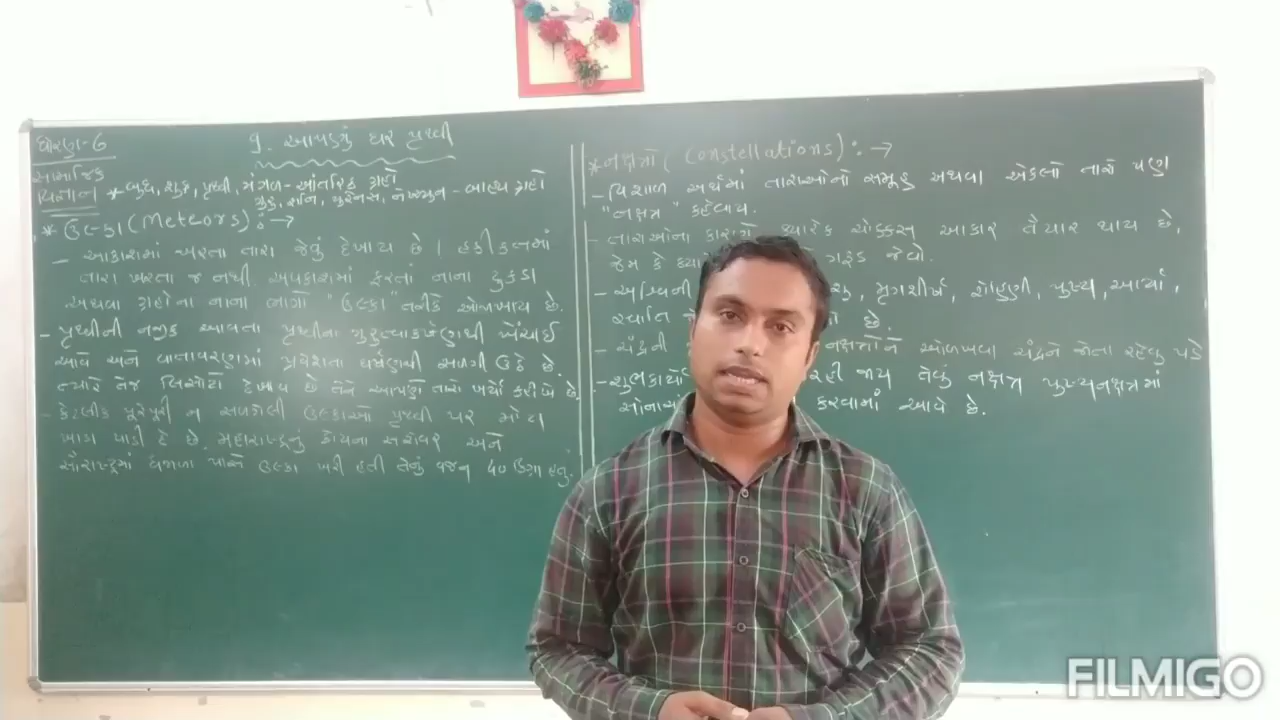 ધોરણ-6
સામાજિક
વિજ્ઞાન
9. આપણું ઘર પૃથ્વી
* બુધ, શુક્ર, પૃથ્વી, મંગળ - આંતરિક ગ્રહો
ગુરુ, શનિ, યુરેનસ, નેપ્ચ્યુન - બાહ્ય ગ્રહો
* ઉલ્કા (Meteors) :→
- આકાશમાં ખરતા તારા જેવું દેખાય છે। હકીકતમાં
તારા ખરતા જ નથી. અવકાશમાં ફરતાં નાના ટુકડા
અથવા ગ્રહોના નાના ભાગો "ઉલ્કા" તરીકે ઓળખાય છે.
- પૃથ્વીની નજીક આવતા પૃથ્વીના ગુરુત્વાકર્ષણથી ખેંચાઈ
આવે અને વાતાવરણમાં પ્રવેશતા ઘર્ષણથી સળગી ઉઠે છે.
ત્યારે તેજ લિસોટો દેખાય છે તેને આપણે તારો ખર્યો કહીએ છે.
- કેટલીક પૂરેપૂરી ન સળગેલી ઉલ્કાઓ પૃથ્વી પર મોટા
ખાડા પાડી દે છે. મહારાષ્ટ્રનું સરોવર અને
સૌરાષ્ટ્રમાં ધજાળા પાસે ઉલ્કા ખરી હતી તેનું વજન 40 કિગ્રા હતું.
* નક્ષત્રો (Constellations) :→
- વિશાળ અર્થમાં તારાઓનો સમૂહ અથવા એકલો તારો પણ
"નક્ષત્ર" કહેવાય.
- તારાઓના કારણે ક્યારેક ચોક્કસ આકાર તૈયાર થાય છે,
જેમ કે ગરૂડ જેવો.
- અશ્વિની મૃગશીર્ષ, રોહિણી, પુષ્ય, આર્દ્રા,
સ્વાતિ છે.
- ચંદ્રની નક્ષત્રોને ઓળખવા ચંદ્રને જોતા રહેવું પડે
- શુભકાર્યો રહી જાય તેવું નક્ષત્ર પુષ્યનક્ષત્રમાં
કરવામાં આવે છે.
FILMIGO